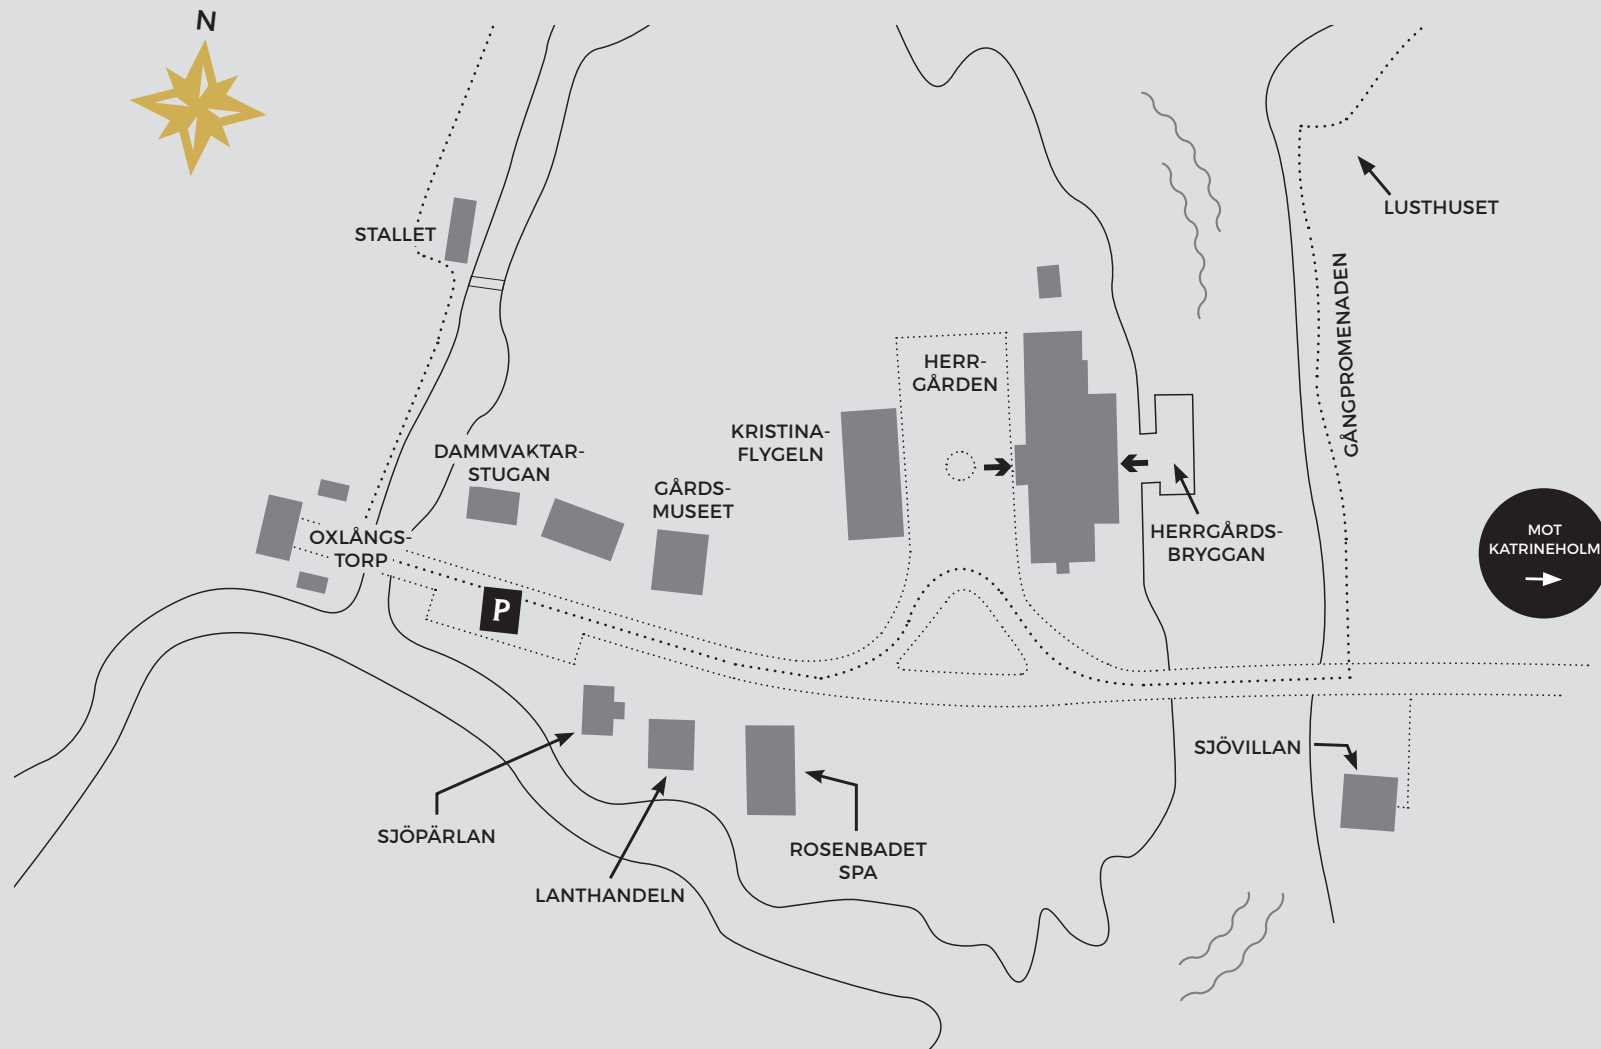 N
STALLET
LUSTHUSET
GÅNGPROMENADEN
HERR-
GÅRDEN
KRISTINA-
FLYGELN
DAMMVAKTAR-
STUGAN
GÅRDS-
MUSEET
OXLÅNGS-
TORP
HERRGÅRDS-
BRYGGAN
MOT
KATRINEHOLM
P
SJÖVILLAN
SJÖPÄRLAN
ROSENBADET
SPA
LANTHANDELN